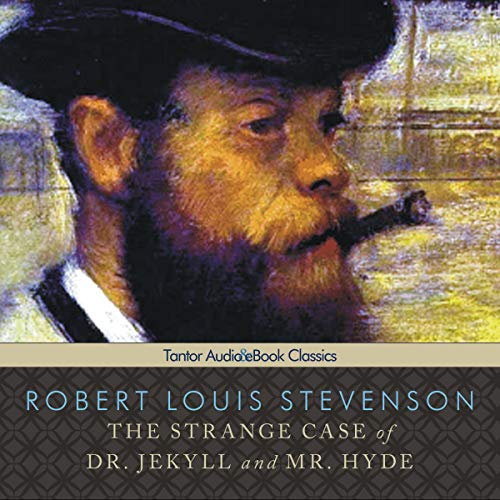 Tantor Audio&eBook Classics
ROBERT LOUIS STEVENSON
THE STRANGE CASE of
DR. JEKYLL and MR. HYDE